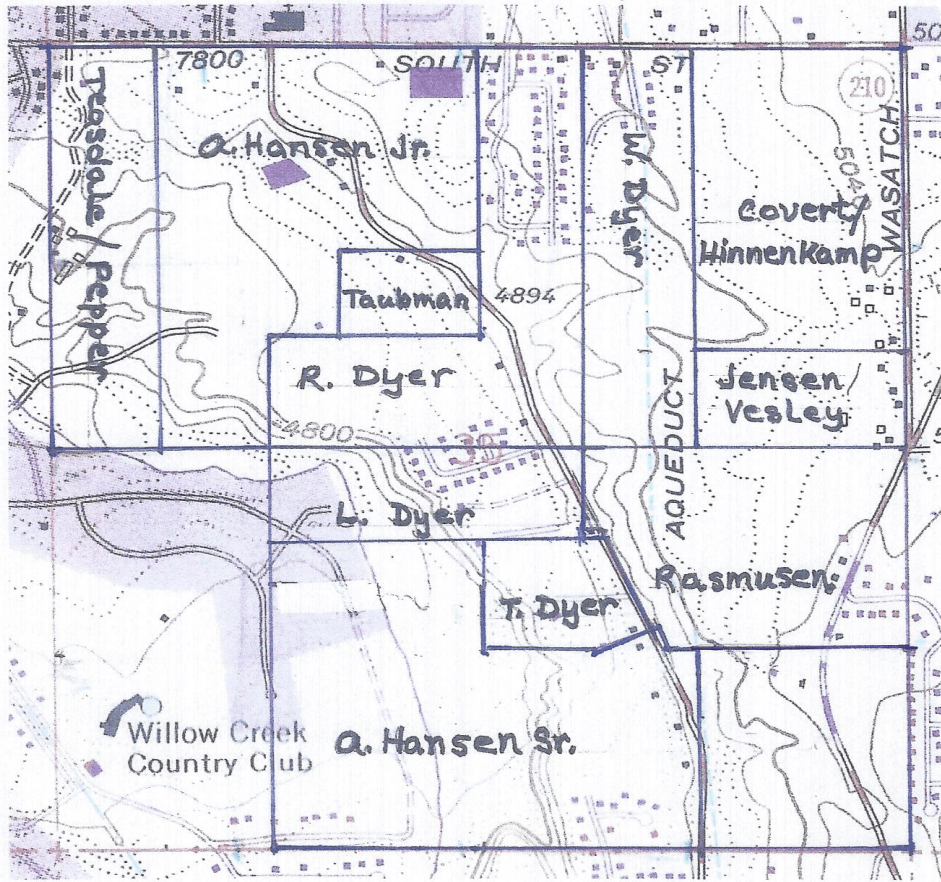 50
7800 SOUTH ST
210
WASATCH
Teasdale / Pepper
a. Hansen Jr.
W. Dyer
504
Covert/
Hinnenkamp
Taubman
4894
R. Dyer
Jensen/
Vesley
AQUEDUCT
4800
L. Dyer
T. Dyer
Rasmusen
Willow Creek
Country Club
a. Hansen Sr.